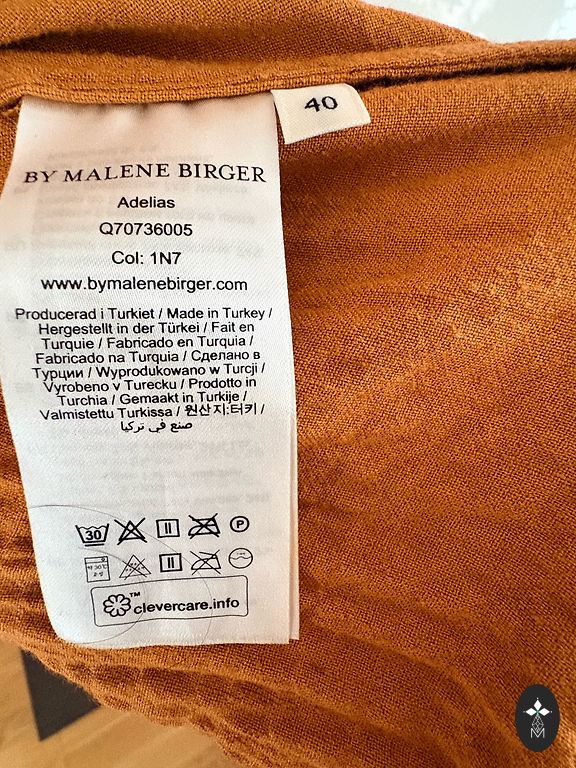 40
BY MALENE BIRGER
Adelias
Q70736005
Col: 1N7
www.bymalenebirger.com
Producerad i Turkiet / Made in Turkey /
Hergestellt in der Türkei / Fait en
Turquie / Fabricado en Turquia /
Fabricado na Turquia / Сделано в
Турции / Wyprodukowano w Turcji /
Vyrobeno v Turecku / Prodotto in
Turchia / Gemaakt in Turkije /
Valmistettu Turkissa / 원산지:터키 /
صنع في تركيا
30
P
™
clevercare.info
M